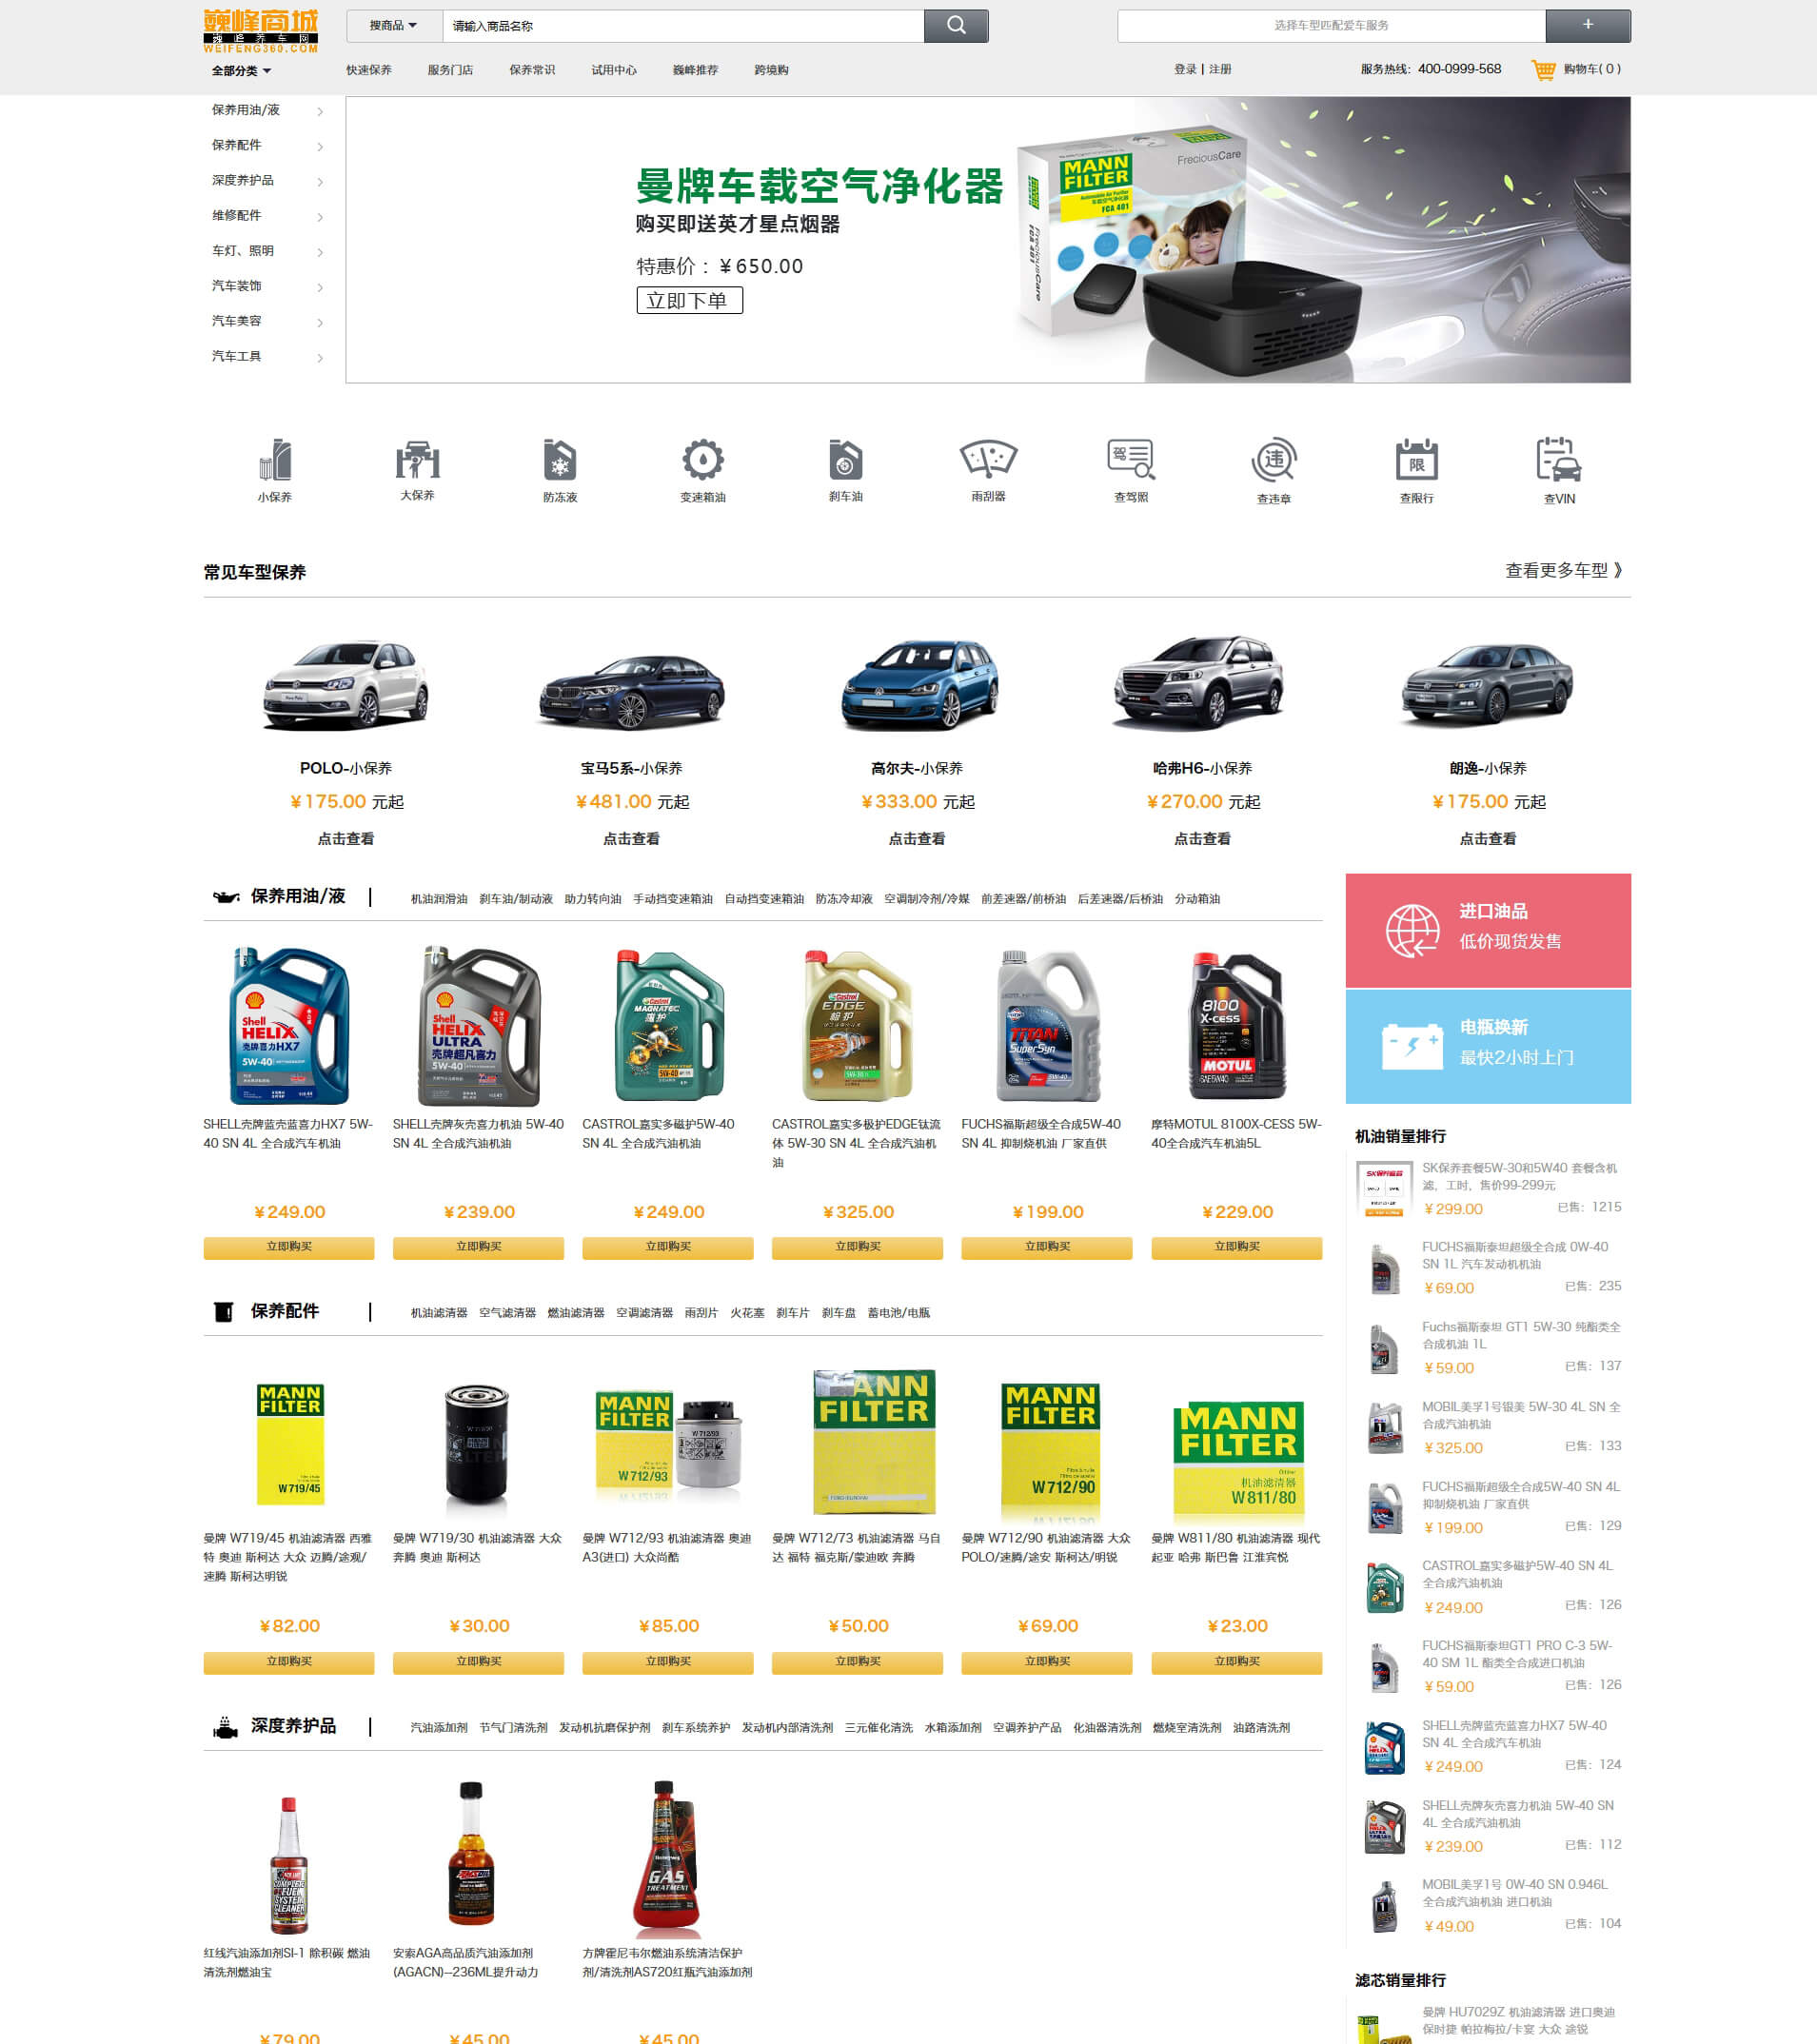 巍峰商城
巍峰养车网
WEIFENG360.COM
搜商品
请输入商品名称
选择车型匹配爱车服务
+
全部分类
快速保养 服务门店 保养常识 试用中心 巍峰推荐 跨境购
登录 | 注册
服务热线：400-0999-568
购物车( 0 )
保养用油/液
保养配件
深度养护品
维修配件
车灯、照明
汽车装饰
汽车美容
汽车工具
曼牌车载空气净化器
购买即送英才星点烟器
特惠价：¥650.00
立即下单
MANN
FILTER
FreciousCare
FCA 401
小保养 大保养 防冻液 变速箱油 刹车油 雨刮器 查驾照 查违章 查限行 查VIN
常见车型保养
查看更多车型 》
POLO-小保养 宝马5系-小保养 高尔夫-小保养 哈弗H6-小保养 朗逸-小保养
¥175.00 元起 ¥481.00 元起 ¥333.00 元起 ¥270.00 元起 ¥175.00 元起
点击查看 点击查看 点击查看 点击查看 点击查看
保养用油/液
机油润滑油 刹车油/制动液 助力转向油 手动挡变速箱油 自动挡变速箱油 防冻冷却液 空调制冷剂/冷媒 前差速器/前桥油 后差速器/后桥油 分动箱油
SHELL壳牌蓝壳蓝喜力HX7 5W-
40 SN 4L 全合成汽车机油
SHELL壳牌灰壳喜力机油 5W-40
SN 4L 全合成汽油机油
CASTROL嘉实多磁护5W-40
SN 4L 全合成汽油机油
CASTROL嘉实多极护EDGE钛流
体 5W-30 SN 4L 全合成汽油机
油
FUCHS福斯超级全合成5W-40
SN 4L 抑制烧机油 厂家直供
摩特MOTUL 8100X-CESS 5W-
40全合成汽车机油5L
¥249.00 ¥239.00 ¥249.00 ¥325.00 ¥199.00 ¥229.00
立即购买 立即购买 立即购买 立即购买 立即购买 立即购买
保养配件
机油滤清器 空气滤清器 燃油滤清器 空调滤清器 雨刮片 火花塞 刹车片 刹车盘 蓄电池/电瓶
MANN
FILTER
W719/45
MANN
FILTER
W712/93
MANN
FILTER
MANN
FILTER
W712/90
MANN
FILTER
机油滤清器
W811/80
曼牌 W719/45 机油滤清器 西雅
特 奥迪 斯柯达 大众 迈腾/途观/
速腾 斯柯达明锐
曼牌 W719/30 机油滤清器 大众
奔腾 奥迪 斯柯达
曼牌 W712/93 机油滤清器 奥迪
A3(进口) 大众尚酷
曼牌 W712/73 机油滤清器 马自
达 福特 福克斯/蒙迪欧 奔腾
曼牌 W712/90 机油滤清器 大众
POLO/速腾/途安 斯柯达/明锐
曼牌 W811/80 机油滤清器 现代
起亚 哈弗 斯巴鲁 江淮宾悦
¥82.00 ¥30.00 ¥85.00 ¥50.00 ¥69.00 ¥23.00
立即购买 立即购买 立即购买 立即购买 立即购买 立即购买
深度养护品
汽油添加剂 节气门清洗剂 发动机抗磨保护剂 刹车系统养护 发动机内部清洗剂 三元催化清洗 水箱添加剂 空调养护产品 化油器清洗剂 燃烧室清洗剂 油路清洗剂
红线汽油添加剂SI-1 除积碳 燃油
清洗剂燃油宝
安索AGA高品质汽油添加剂
(AGACN)--236ML提升动力
方牌霍尼韦尔燃油系统清洁保护
剂/清洗剂AS720红瓶汽油添加剂
¥79.00 ¥45.00 ¥45.00
进口油品
低价现货发售
电瓶换新
最快2小时上门
机油销量排行
SK保养套餐5W-30和5W40 套餐含机
滤、工时，售价99-299元
¥299.00 已售：1215
FUCHS福斯泰坦超级全合成 0W-40
SN 1L 汽车发动机机油
¥69.00 已售：235
Fuchs福斯泰坦 GT1 5W-30 纯酯类全
合成机油 1L
¥59.00 已售：137
MOBIL美孚1号银美 5W-30 4L SN 全
合成汽油机油
¥325.00 已售：133
FUCHS福斯超级全合成5W-40 SN 4L
抑制烧机油 厂家直供
¥199.00 已售：129
CASTROL嘉实多磁护5W-40 SN 4L
全合成汽油机油
¥249.00 已售：126
FUCHS福斯泰坦GT1 PRO C-3 5W-
40 SM 1L 酯类全合成进口机油
¥59.00 已售：126
SHELL壳牌蓝壳蓝喜力HX7 5W-40
SN 4L 全合成汽车机油
¥249.00 已售：124
SHELL壳牌灰壳喜力机油 5W-40 SN
4L 全合成汽油机油
¥239.00 已售：112
MOBIL美孚1号 0W-40 SN 0.946L
全合成汽油机油 进口机油
¥49.00 已售：104
滤芯销量排行
曼牌 HU7029Z 机油滤清器 进口奥迪
保时捷 帕拉梅拉/卡宴 大众 途锐